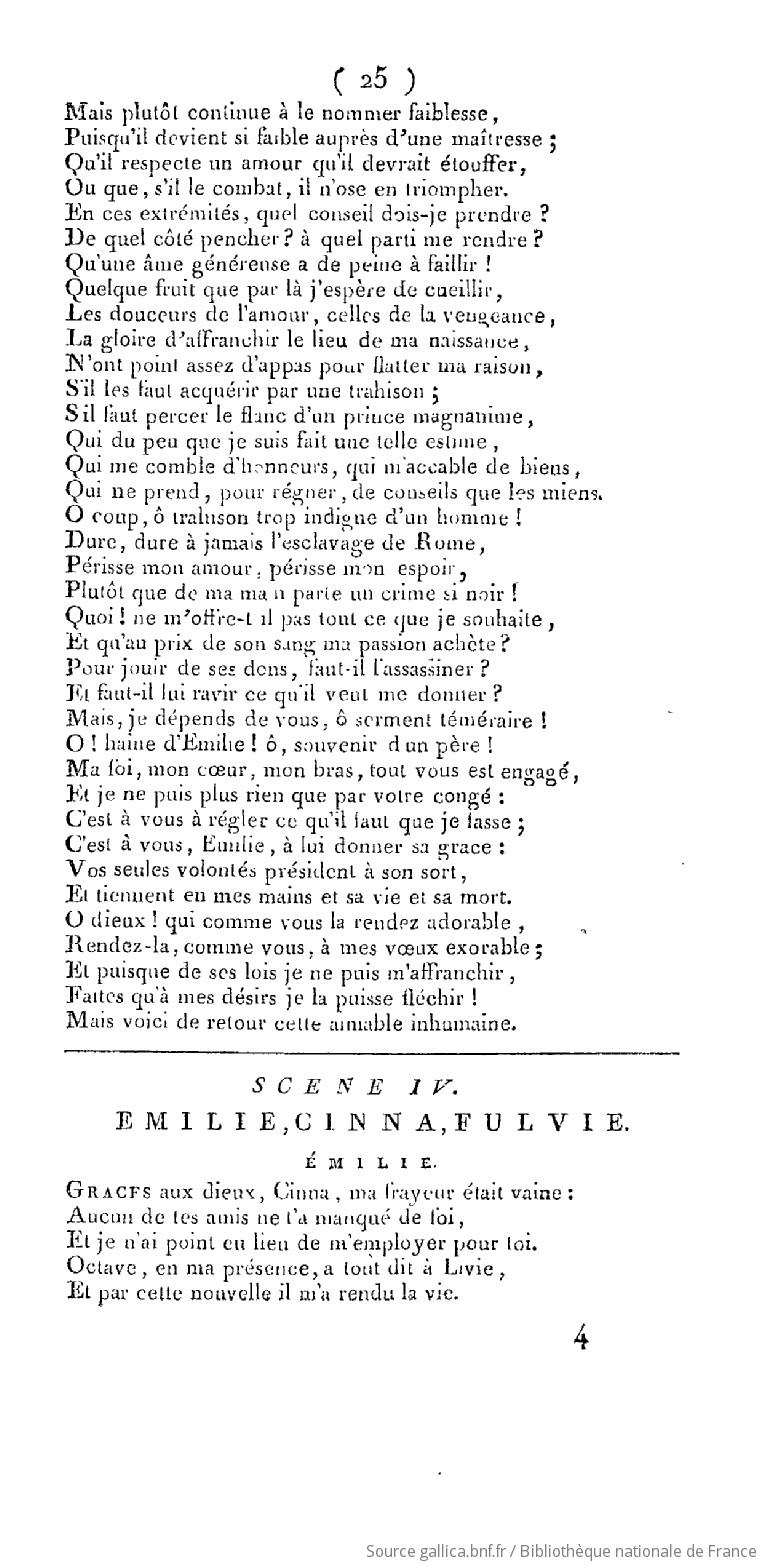 ( 25 )
Mais plutôt continue à le nommer faiblesse,
Puisqu'il devient si faible auprès d'une maîtresse ;
Qu'il respecte un amour qu'il devrait étouffer,
Ou que, s'il le combat, il n'ose en triompher.
En ces extrémités, quel conseil dois-je prendre ?
De quel côté pencher ? à quel parti me rendre ?
Qu'une âme généreuse a de peine à faillir !
Quelque fruit que par là j'espère de cueillir,
Les douceurs de l'amour, celles de la vengeance,
La gloire d'affranchir le lieu de ma naissance,
N'ont point assez d'appas pour flatter ma raison,
S'il les faut acquérir par une trahison ;
S'il faut percer le flanc d'un prince magnanime,
Qui du peu que je suis fait une telle estime,
Qui me comble d'honneurs, qui m'accable de biens,
Qui ne prend, pour régner, de conseils que les miens.
O coup, ô trahison trop indigne d'un homme !
Dure, dure à jamais l'esclavage de Rome,
Périsse mon amour, périsse mon espoir,
Plutôt que de ma main parte un crime si noir !
Quoi ! ne m'offre-t il pas tout ce que je souhaite,
Et qu'au prix de son sang ma passion achète ?
Pour jouir de ses dons, faut-il l'assassiner ?
Et faut-il lui ravir ce qu'il veut me donner ?
Mais, je dépends de vous, ô serment téméraire !
O ! haine d'Emilie ! ô, souvenir d'un père !
Ma foi, mon cœur, mon bras, tout vous est engagé,
Et je ne puis plus rien que par votre congé :
C'est à vous à régler ce qu'il faut que je fasse ;
C'est à vous, Emilie, à lui donner sa grace :
Vos seules volontés président à son sort,
Et tiennent en mes mains et sa vie et sa mort.
O dieux ! qui comme vous la rendez adorable,
Rendez-la, comme vous, à mes vœux exorable ;
Et puisque de ses lois je ne puis m'affranchir,
Faites qu'à mes désirs je la puisse fléchir !
Mais voici de retour cette aimable inhumaine.
SCENE IV.
EMILIE, CINNA, FULVIE.
ÉMILIE.
GRACES aux dieux, Cinna, ma frayeur était vaine :
Aucun de tes amis ne t'a manqué de foi,
Et je n'ai point eu lieu de m'employer pour toi.
Octave, en ma présence, a tout dit à Livie,
Et par cette nouvelle il m'a rendu la vie.
4
Source gallica.bnf.fr / Bibliothèque nationale de France